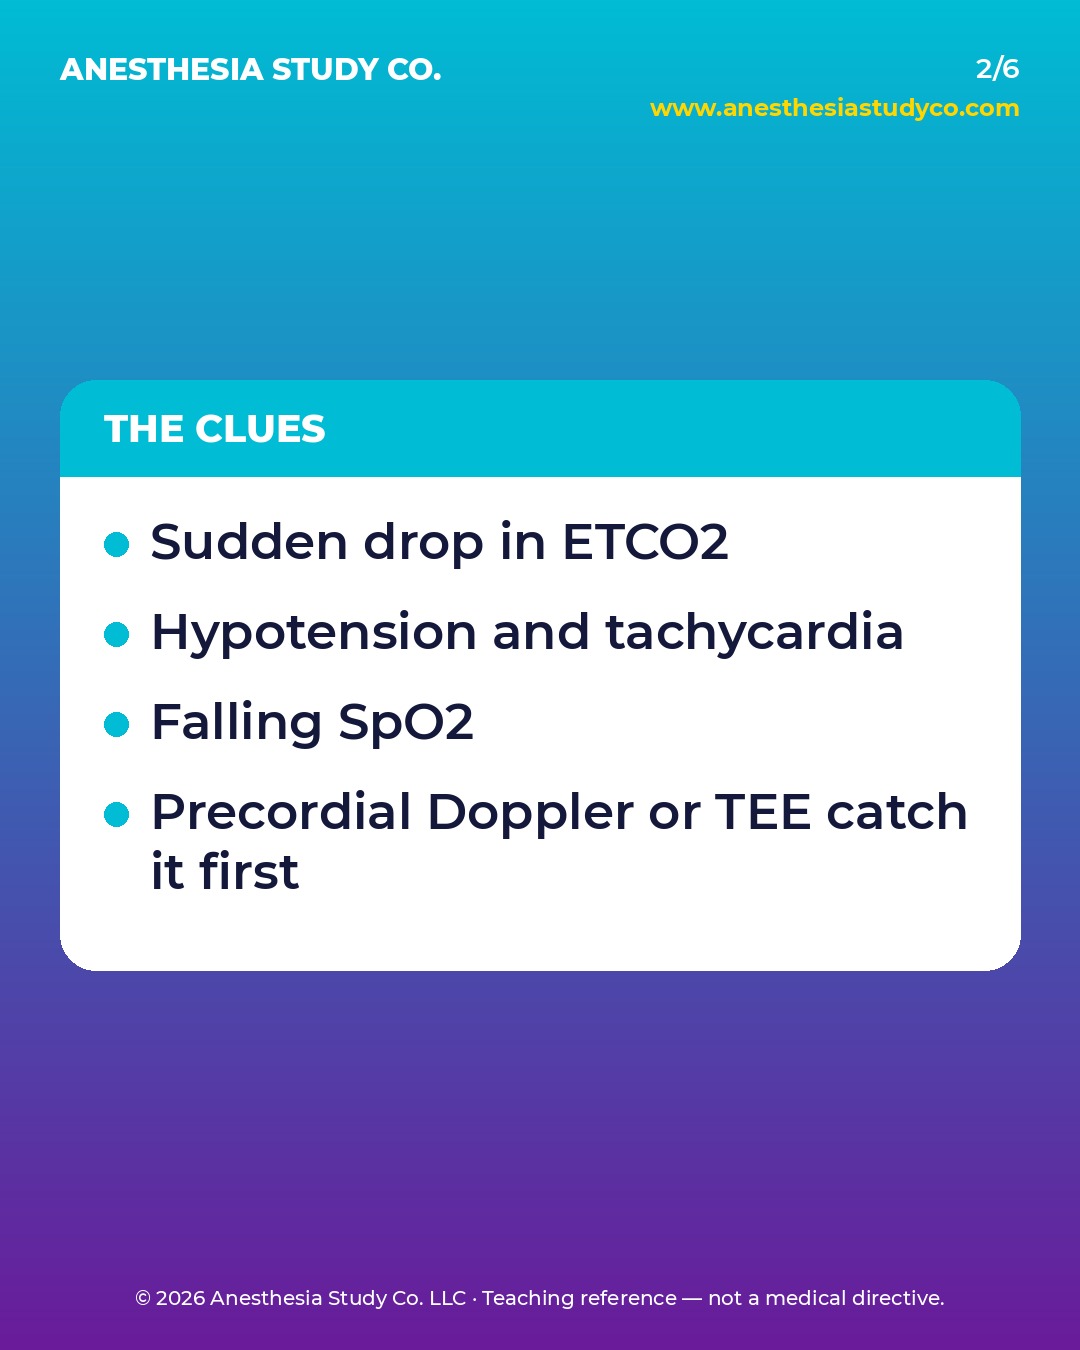 ANESTHESIA STUDY CO.
2/6
www.anesthesiastudyco.com
THE CLUES
Sudden drop in ETCO2
Hypotension and tachycardia
Falling SpO2
Precordial Doppler or TEE catch
it first
© 2026 Anesthesia Study Co. LLC · Teaching reference — not a medical directive.